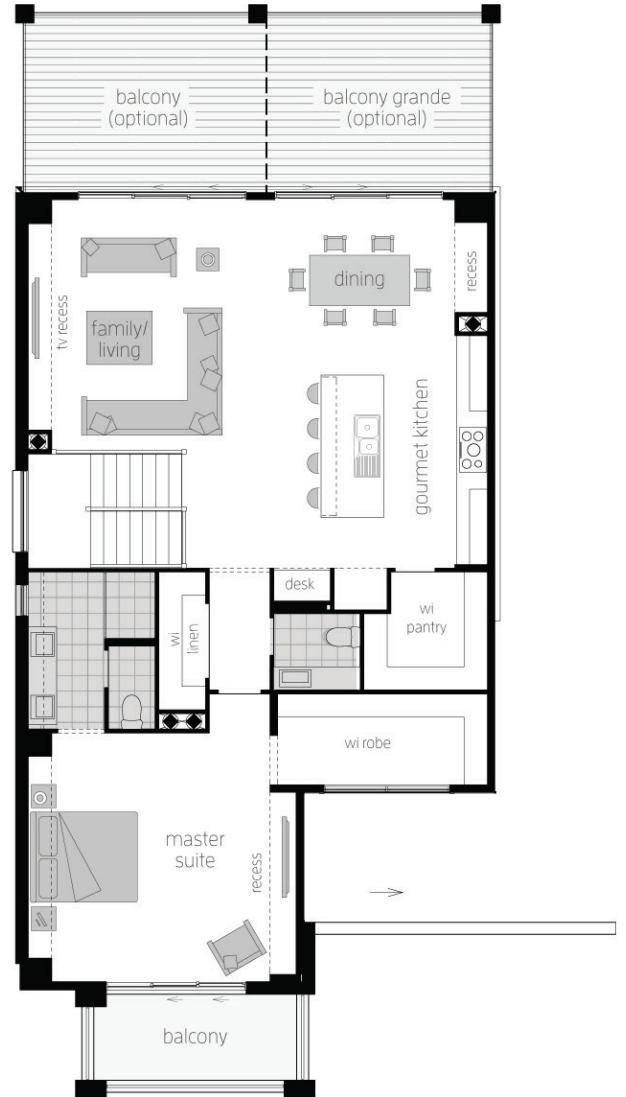 balcony
(optional)
balcony grande
(optional)
tv recess
family/
living
dining
recess
gourmet kitchen
desk
wi
linen
wi
pantry
wi robe
master
suite
recess
balcony